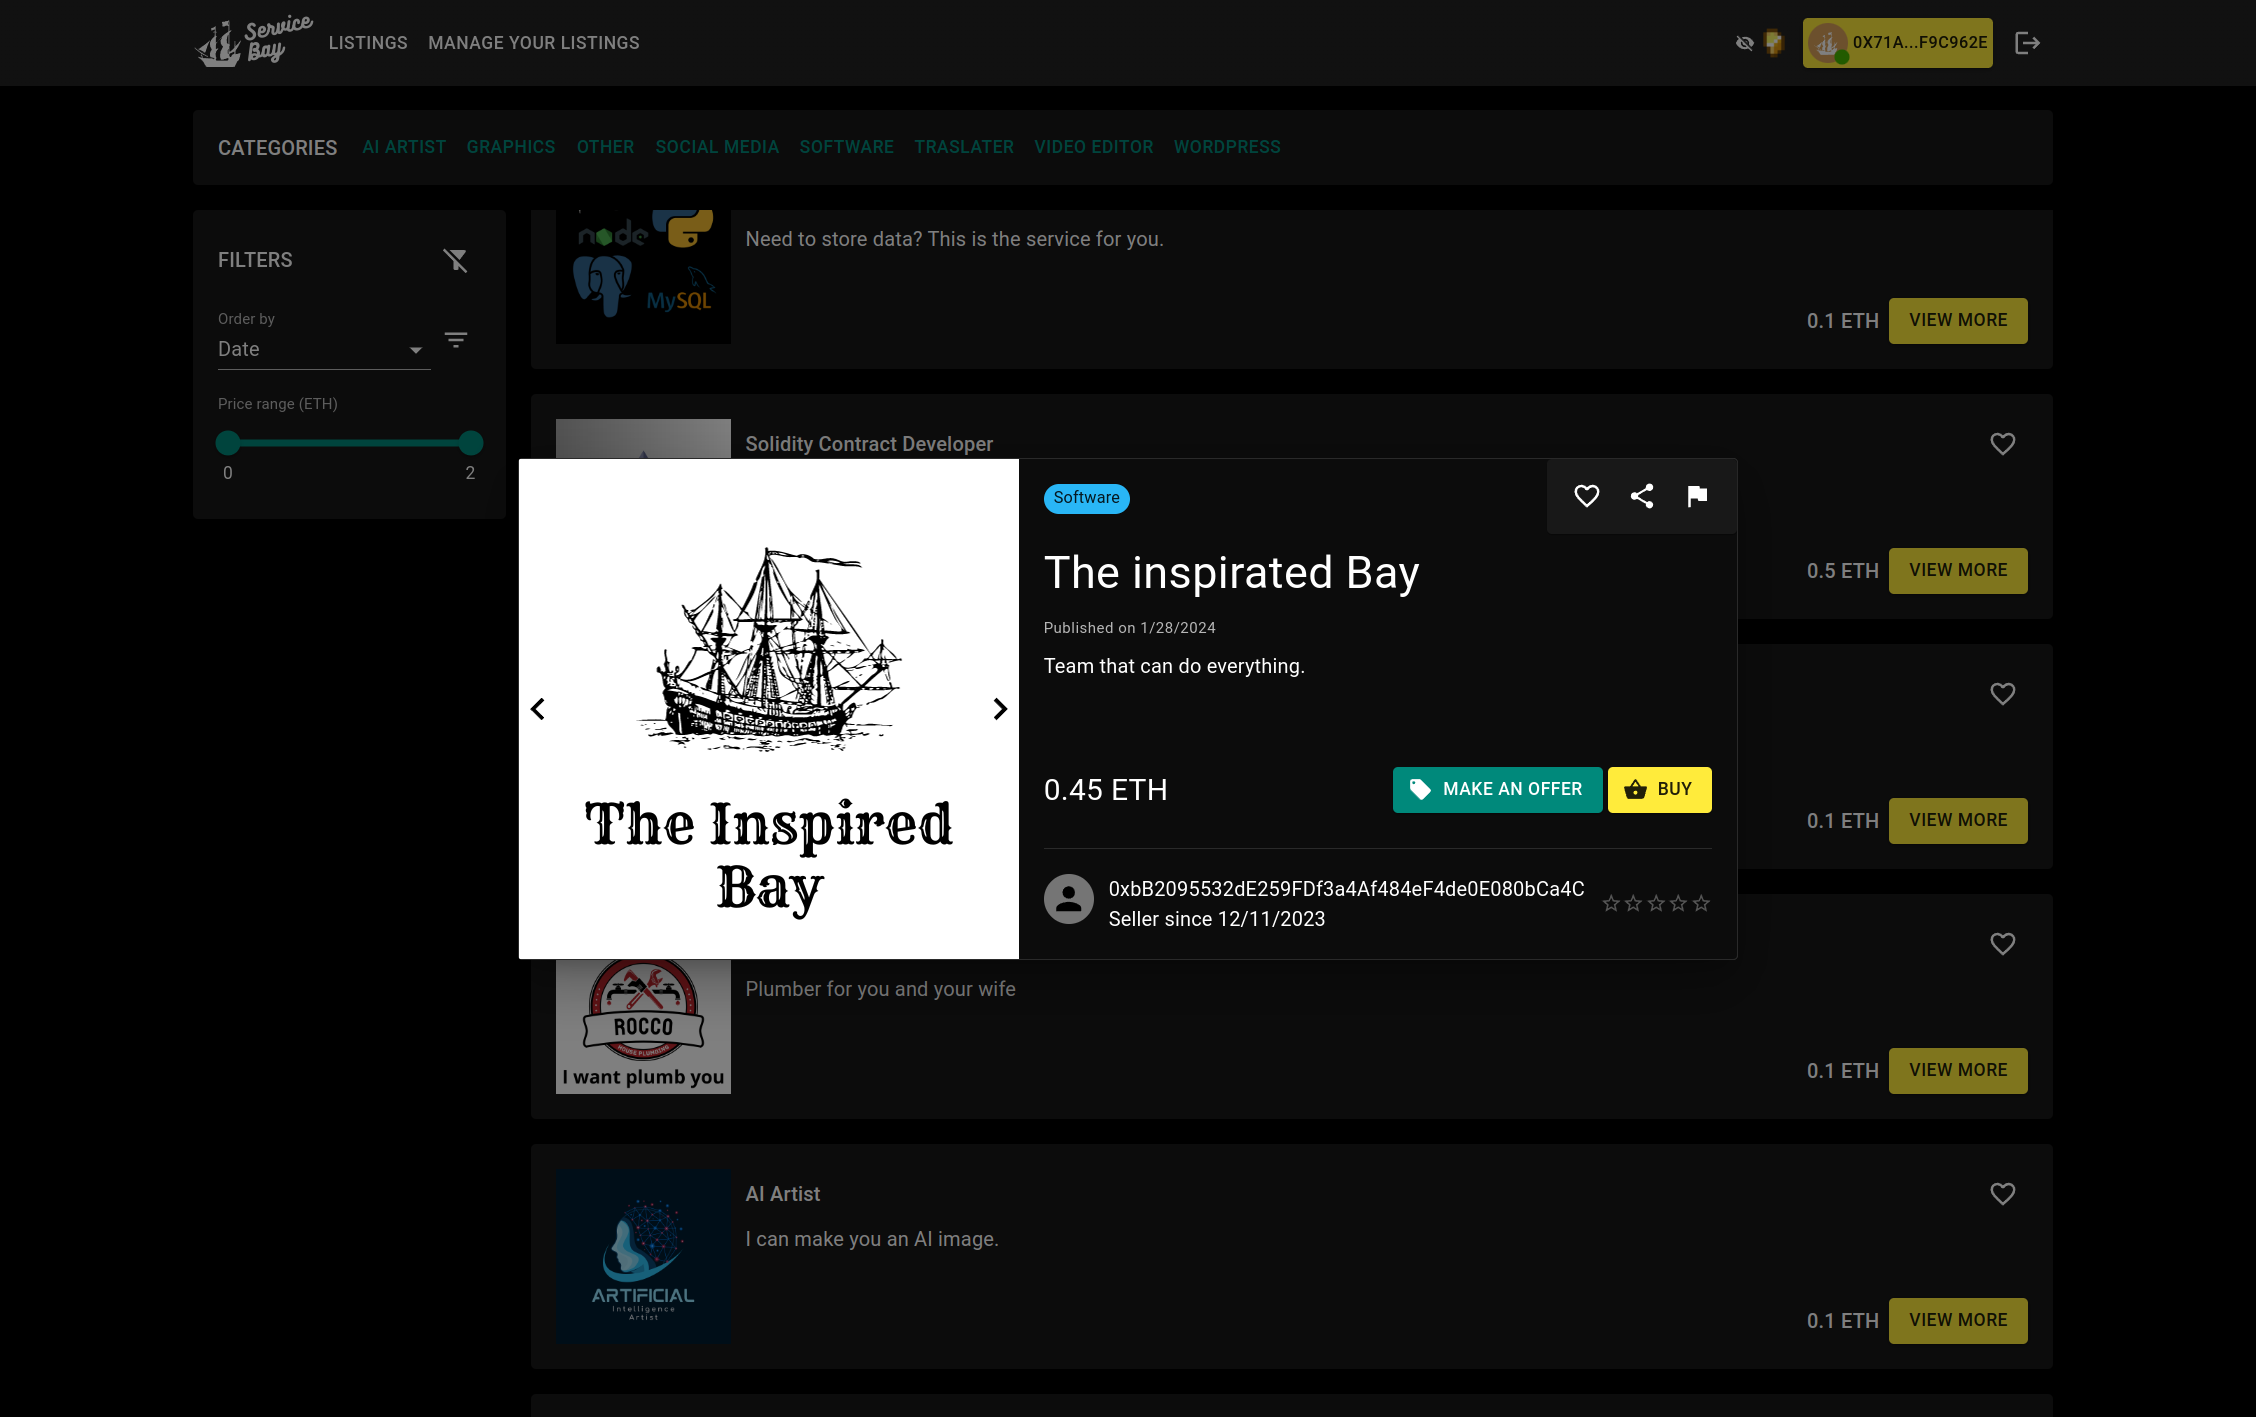 Service
Bay
LISTINGS
MANAGE YOUR LISTINGS
0X71A...F9C962E
CATEGORIES
AI ARTIST
GRAPHICS
OTHER
SOCIAL MEDIA
SOFTWARE
TRASLATER
VIDEO EDITOR
WORDPRESS
FILTERS
Order by
Date
Price range (ETH)
0
2
node
MySQL
Need to store data? This is the service for you.
0.1 ETH
VIEW MORE
Solidity Contract Developer
0.5 ETH
VIEW MORE
The Inspired
Bay
Software
The inspirated Bay
Published on 1/28/2024
Team that can do everything.
0.45 ETH
MAKE AN OFFER
BUY
0xbB2095532dE259FDf3a4Af484eF4de0E080bCa4C
Seller since 12/11/2023
0.1 ETH
VIEW MORE
ROCCO
HOUSE PLUMBING
I want plumb you
Plumber for you and your wife
0.1 ETH
VIEW MORE
ARTIFICIAL
Intelligence
Artist
AI Artist
I can make you an AI image.
0.1 ETH
VIEW MORE